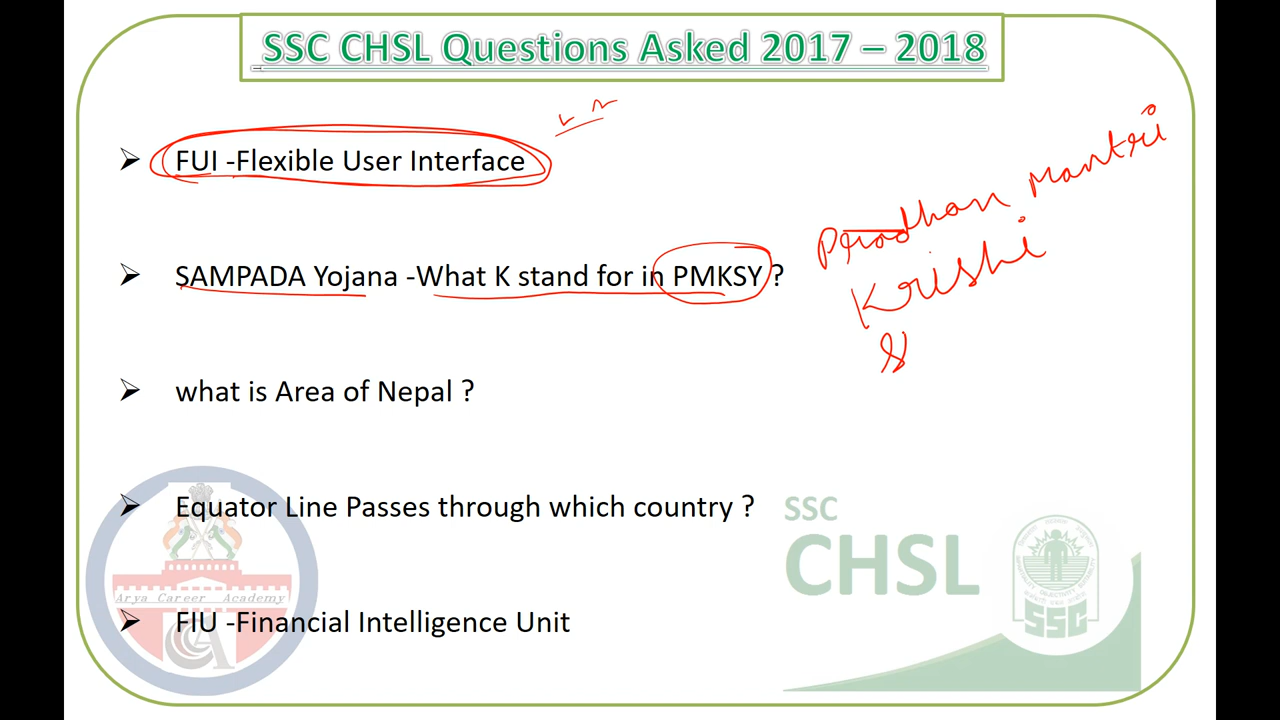 SSC CHSL Questions Asked 2017 – 2018
FUI -Flexible User Interface
Pradhan Mantri
SAMPADA Yojana -What K stand for in PMKSY ?
Krishi
S
what is Area of Nepal ?
Equator Line Passes through which country ?
SSC
CHSL
Arya Career Academy
FIU -Financial Intelligence Unit
SSC